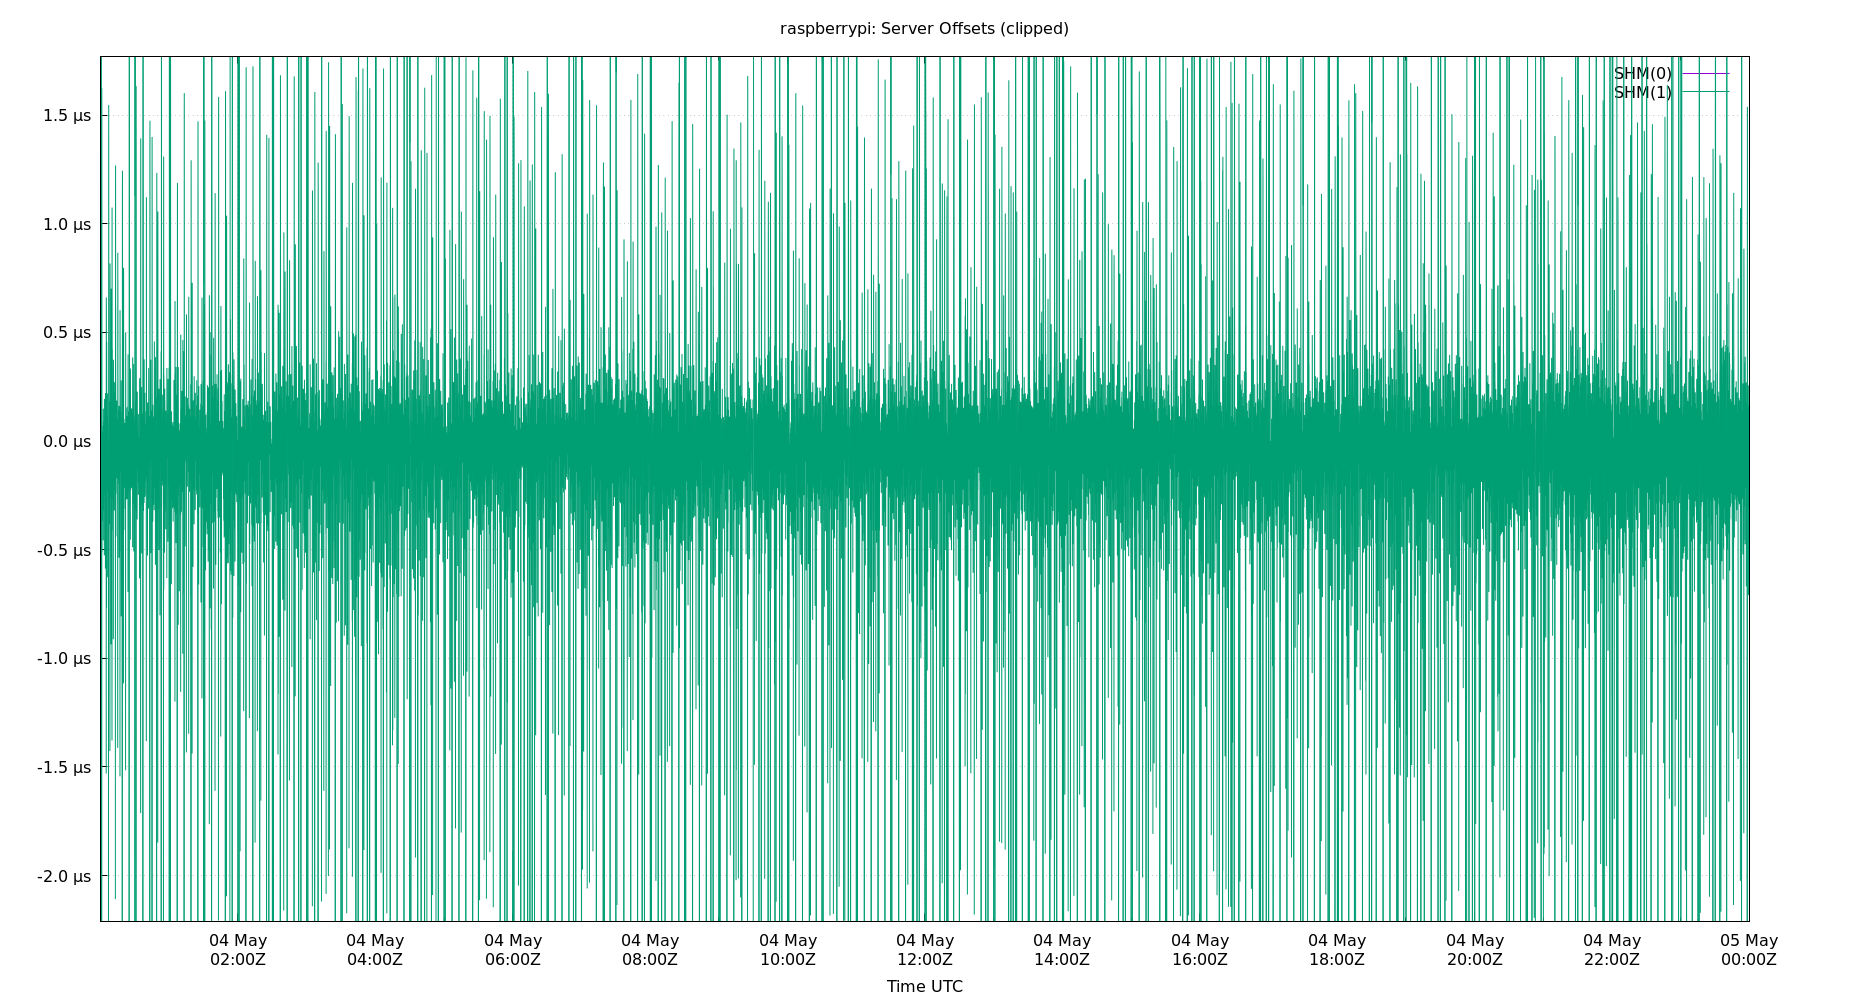 raspberrypi: Server Offsets (clipped)
SHM(0)
SHM(1)
1.5 µs
1.0 µs
0.5 µs
0.0 µs
-0.5 µs
-1.0 µs
-1.5 µs
-2.0 µs
04 May 04 May 04 May 04 May 04 May 04 May 04 May 04 May 04 May 04 May 04 May 05 May
02:00Z 04:00Z 06:00Z 08:00Z 10:00Z 12:00Z 14:00Z 16:00Z 18:00Z 20:00Z 22:00Z 00:00Z
Time UTC